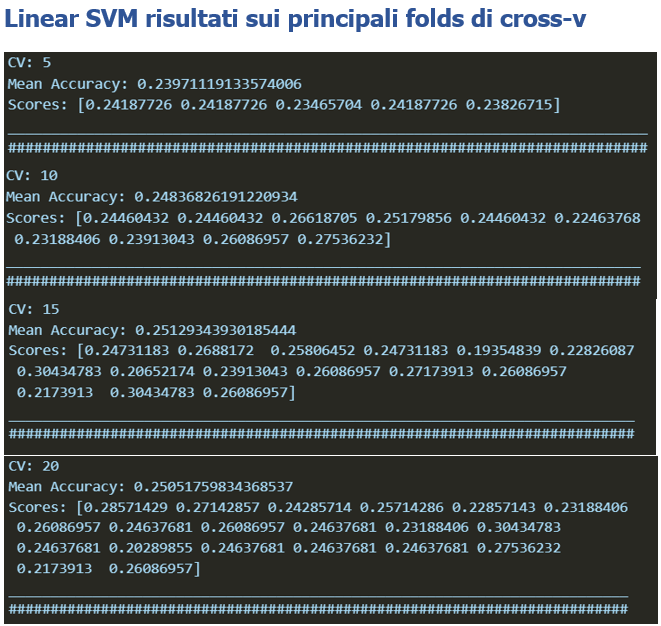 Linear SVM risultati sui principali folds di cross-v
CV: 5
Mean Accuracy: 0.23971119133574006
Scores: [0.24187726 0.24187726 0.23465704 0.24187726 0.23826715]
##########################################################################
CV: 10
Mean Accuracy: 0.24836826191220934
Scores: [0.24460432 0.24460432 0.26618705 0.25179856 0.24460432 0.22463768
0.23188406 0.23913043 0.26086957 0.27536232]
##########################################################################
CV: 15
Mean Accuracy: 0.25129343930185444
Scores: [0.24731183 0.2688172  0.25806452 0.24731183 0.19354839 0.22826087
0.30434783 0.20652174 0.23913043 0.26086957 0.27173913 0.26086957
0.2173913  0.30434783 0.26086957]
##########################################################################
CV: 20
Mean Accuracy: 0.25051759834368537
Scores: [0.28571429 0.27142857 0.24285714 0.25714286 0.22857143 0.23188406
0.26086957 0.24637681 0.26086957 0.24637681 0.23188406 0.30434783
0.24637681 0.20289855 0.24637681 0.24637681 0.24637681 0.27536232
0.2173913  0.26086957]
##########################################################################